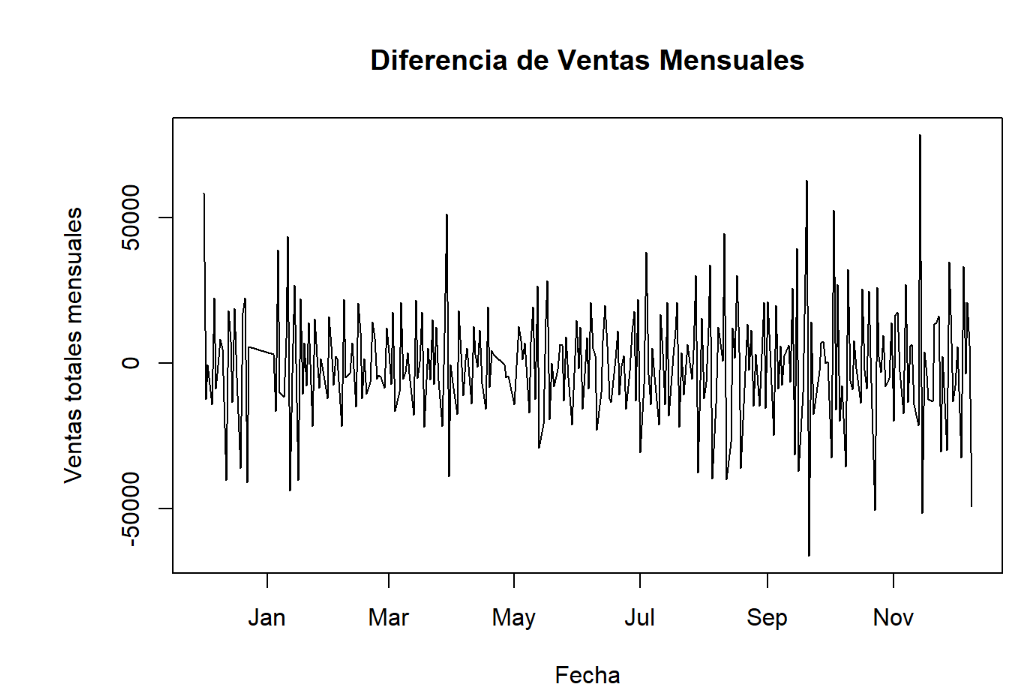 Diferencia de Ventas Mensuales
Ventas totales mensuales
50000
0
-50000
Jan Mar May Jul Sep Nov
Fecha